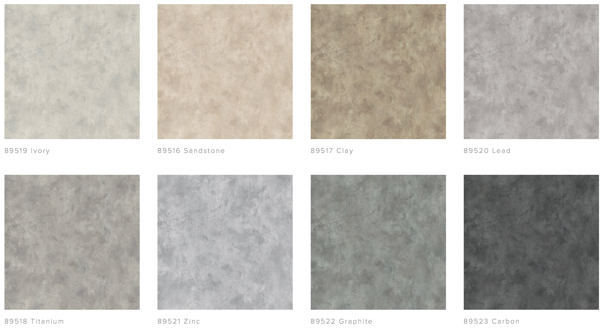 89519 Ivory
89516 Sandstone
89517 Clay
89520 Lead
89518 Titanium
89521 Zinc
89522 Graphite
89523 Carbon